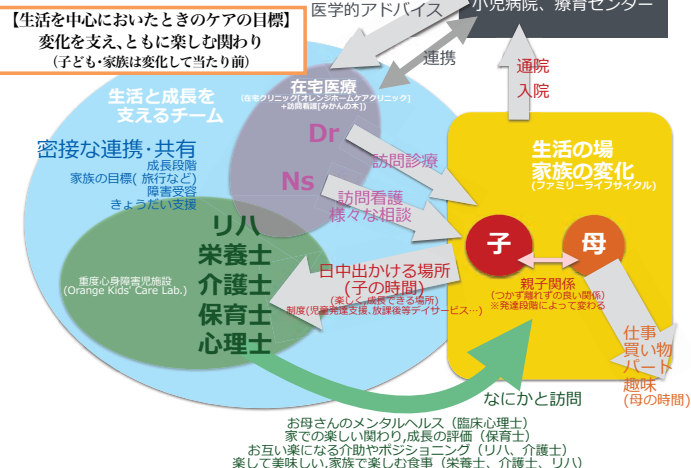 【生活を中心においたときのケアの目標】
変化を支え、ともに楽しむ関わり
(子ども・家族は変化して当たり前)
医学的アドバイス
小児病院、療育センター
連携
通院
入院
生活と成長を
支えるチーム
在宅医療
(在宅クリニック[オレンジホームケアクリニック]
+訪問看護[みかんの木])
密接な連携・共有
成長段階
家族の目標( 旅行など)
障害受容
きょうだい支援
Dr
Ns
訪問診療
訪問看護
様々な相談
生活の場
家族の変化
(ファミリーライフサイクル)
子
母
親子関係
(つかず離れずの良い関係)
※発達段階によって変わる
リハ
栄養士
介護士
保育士
心理士
重度心身障害児施設
(Orange Kids' Care Lab.)
日中出かける場所
(子の時間)
(楽しく,成長できる場所)
制度(児童発達支援、放課後等デイサービス…)
仕事
買い物
パート
趣味
(母の時間)
なにかと訪問
お母さんのメンタルヘルス（臨床心理士）
家での楽しい関わり,成長の評価（保育士）
お互い楽になる介助やポジショニング（リハ、介護士）
楽して美味しい,家族で楽しむ食事（栄養士、介護士、リハ）